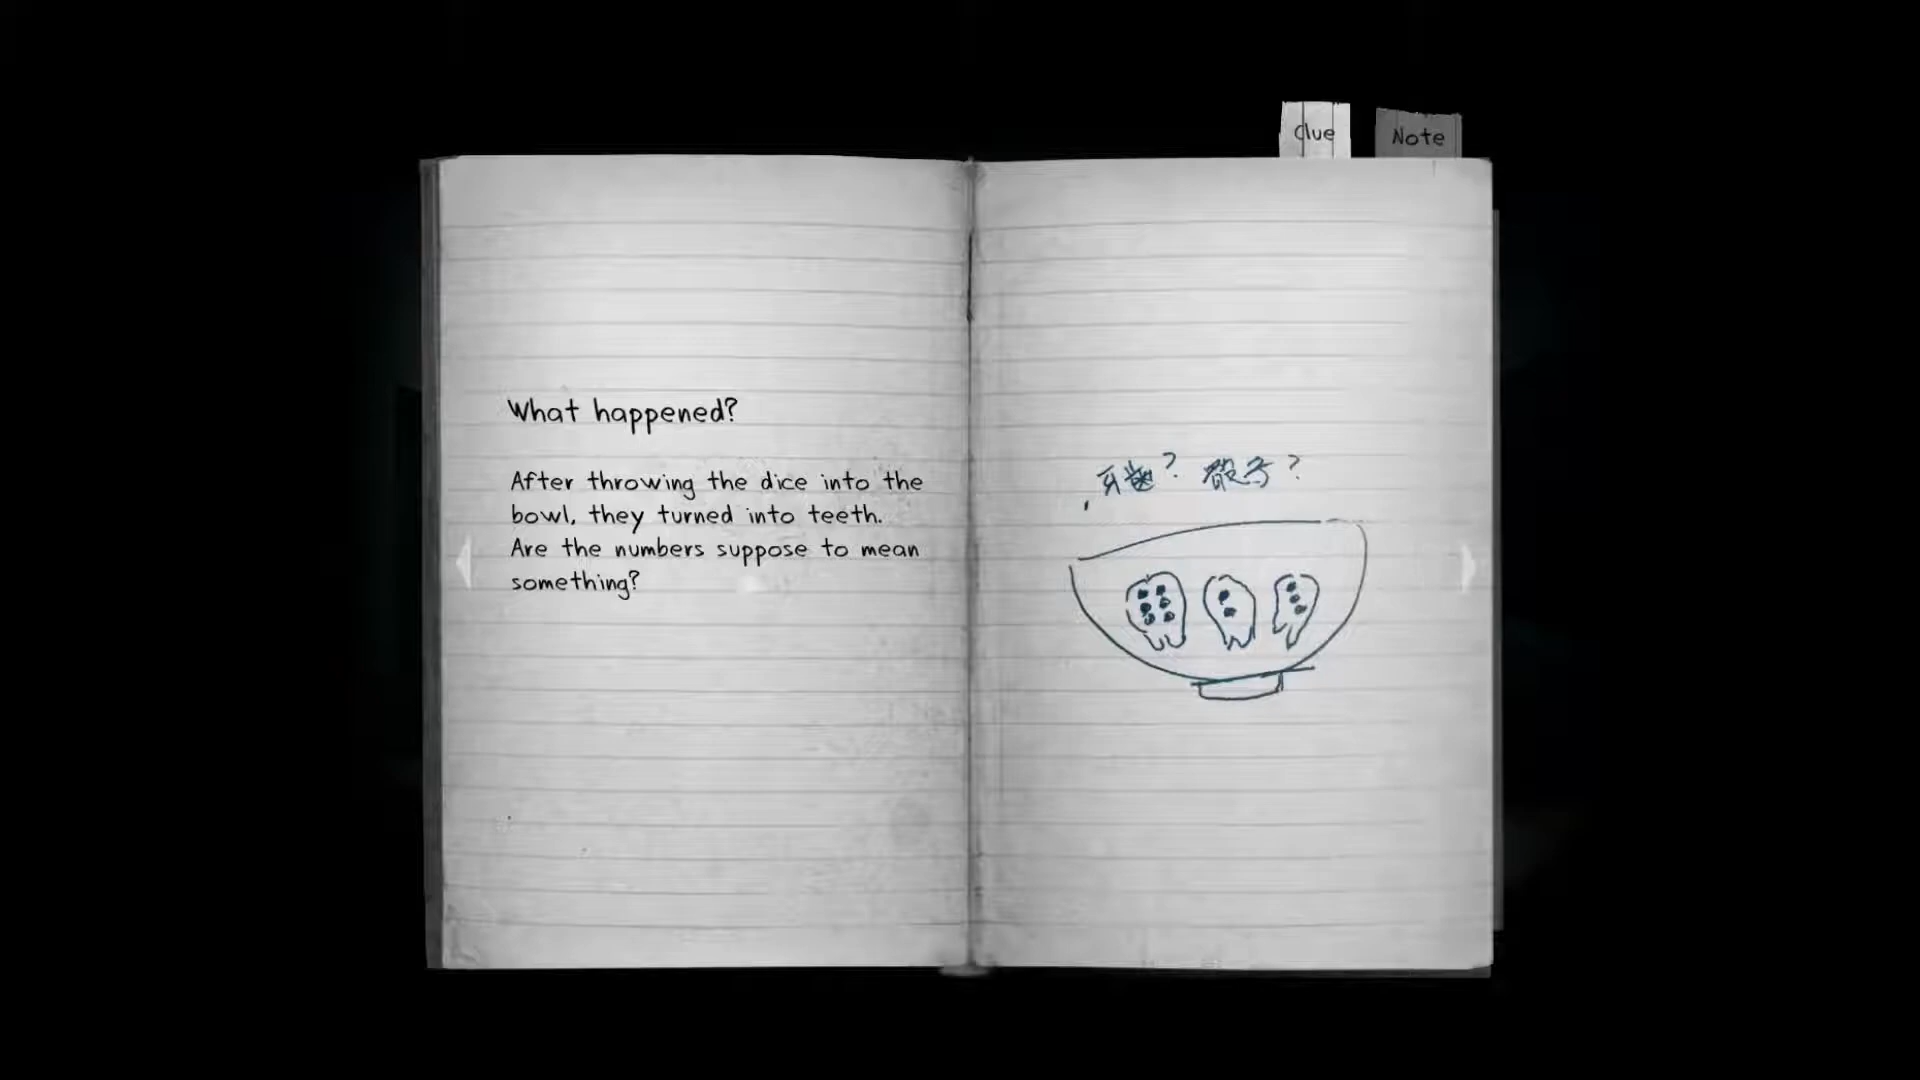 Clue
Note
What happened?
After throwing the dice into the
bowl, they turned into teeth.
Are the numbers suppose to mean
something?
牙齒? 骰子?